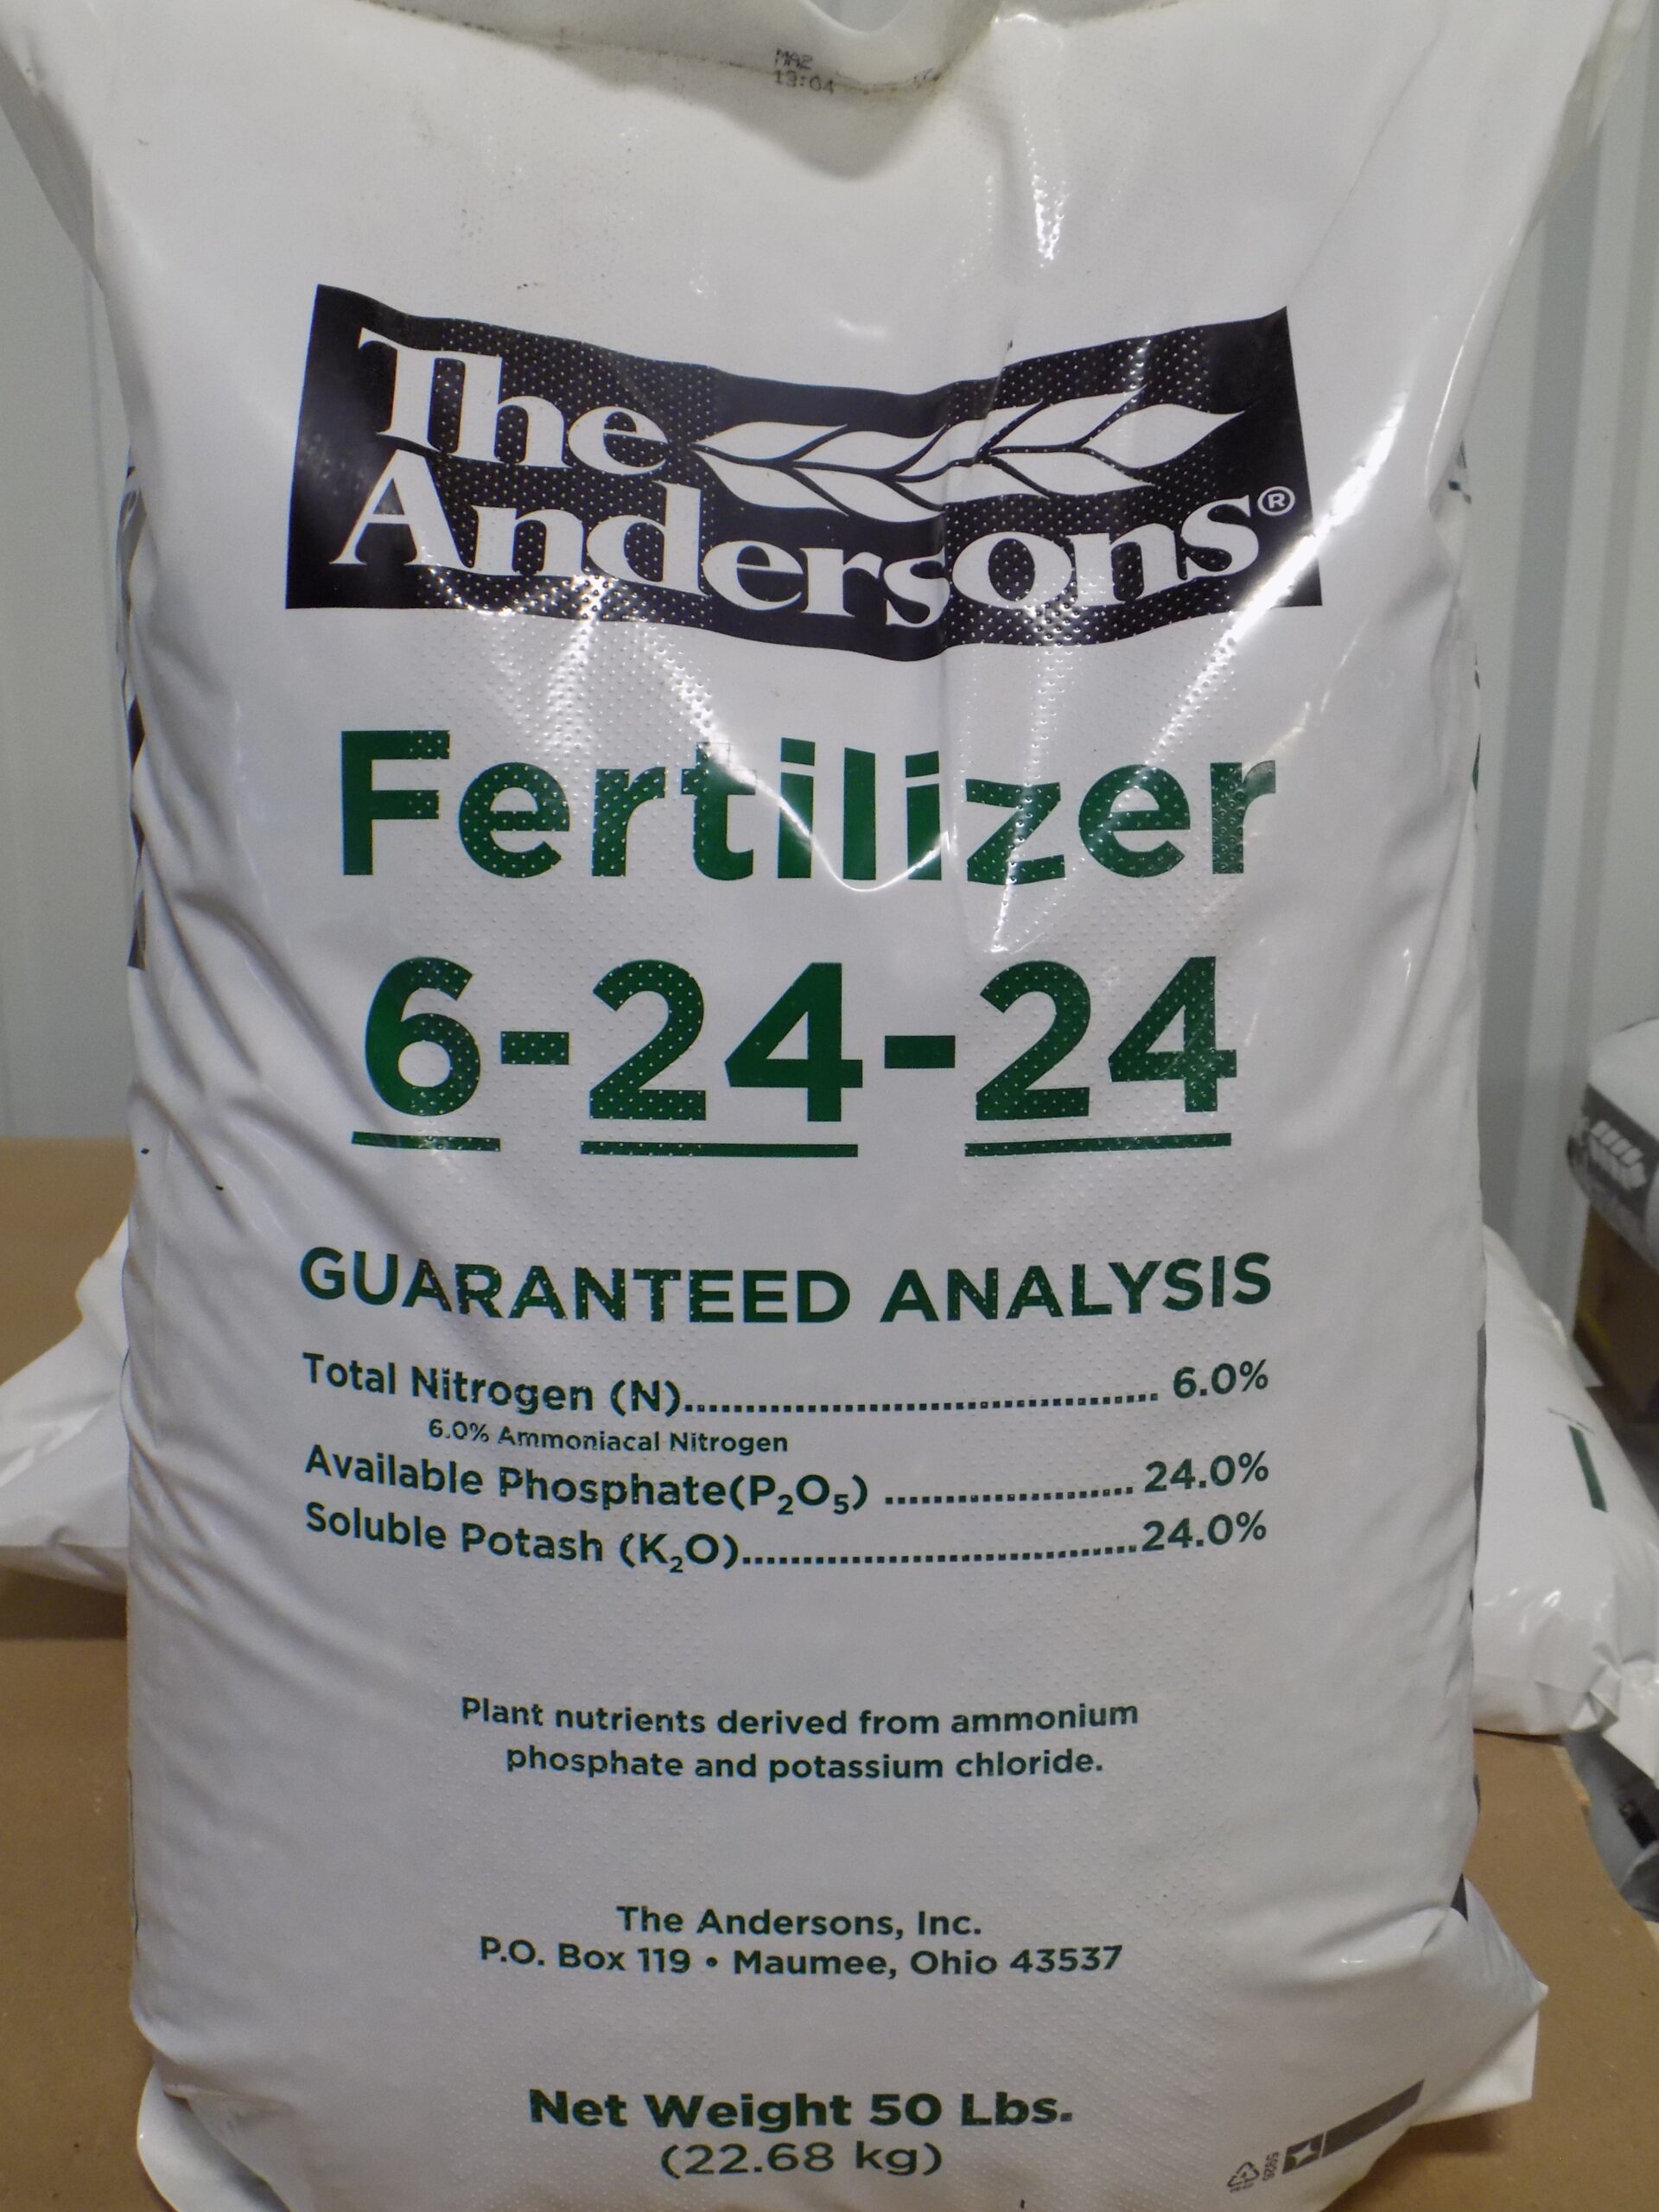 MA2
13:04
The
Andersons®
Fertilizer
6-24-24
GUARANTEED ANALYSIS
Total Nitrogen (N)................................................ 6.0%
6.0% Ammoniacal Nitrogen
Available Phosphate(P₂O₅) ......................... 24.0%
Soluble Potash (K₂O)........................................24.0%
Plant nutrients derived from ammonium
phosphate and potassium chloride.
The Andersons, Inc.
P.O. Box 119 • Maumee, Ohio 43537
Net Weight 50 Lbs.
(22.68 kg)